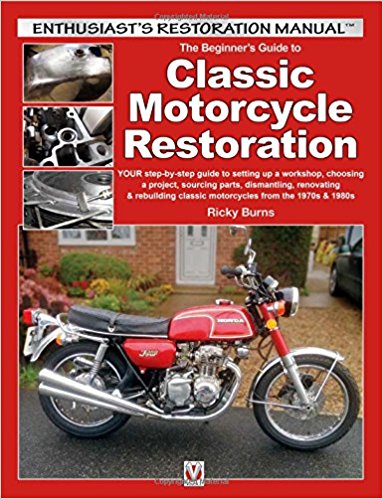 ENTHUSIAST'S RESTORATION MANUAL™
The Beginner's Guide to
Classic
Motorcycle
Restoration
YOUR step-by-step guide to setting up a workshop, choosing
a project, sourcing parts, dismantling, renovating
& rebuilding classic motorcycles from the 1970s & 1980s
Ricky Burns
HONDA